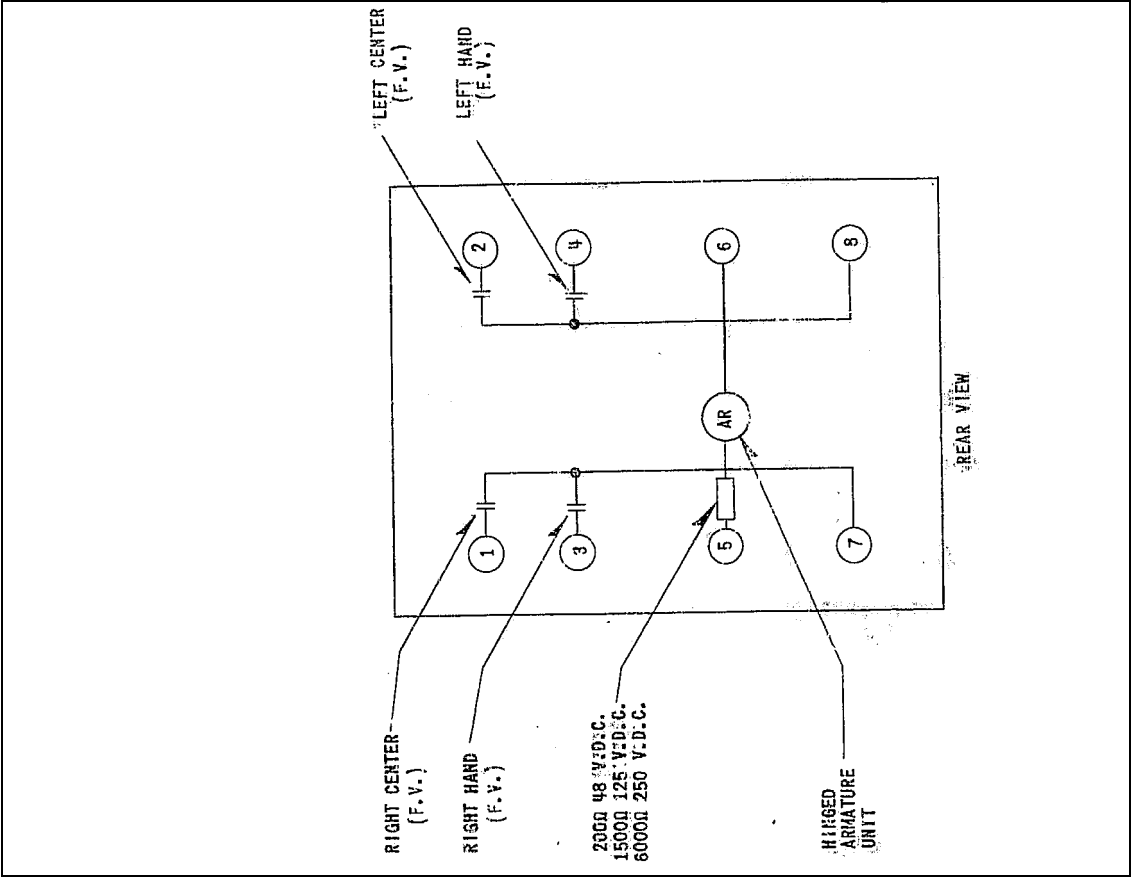 LEFT CENTER
(F.V.)
LEFT HAND
(F.V.)
2
4
6
8
AR
1
3
5
7
REAR VIEW
RIGHT CENTER
(F.V.)
RIGHT HAND
(F.V.)
200Ω 48 V.D.C.
1500Ω 125 V.D.C.
6000Ω 250 V.D.C.
HINGED
ARMATURE
UNIT